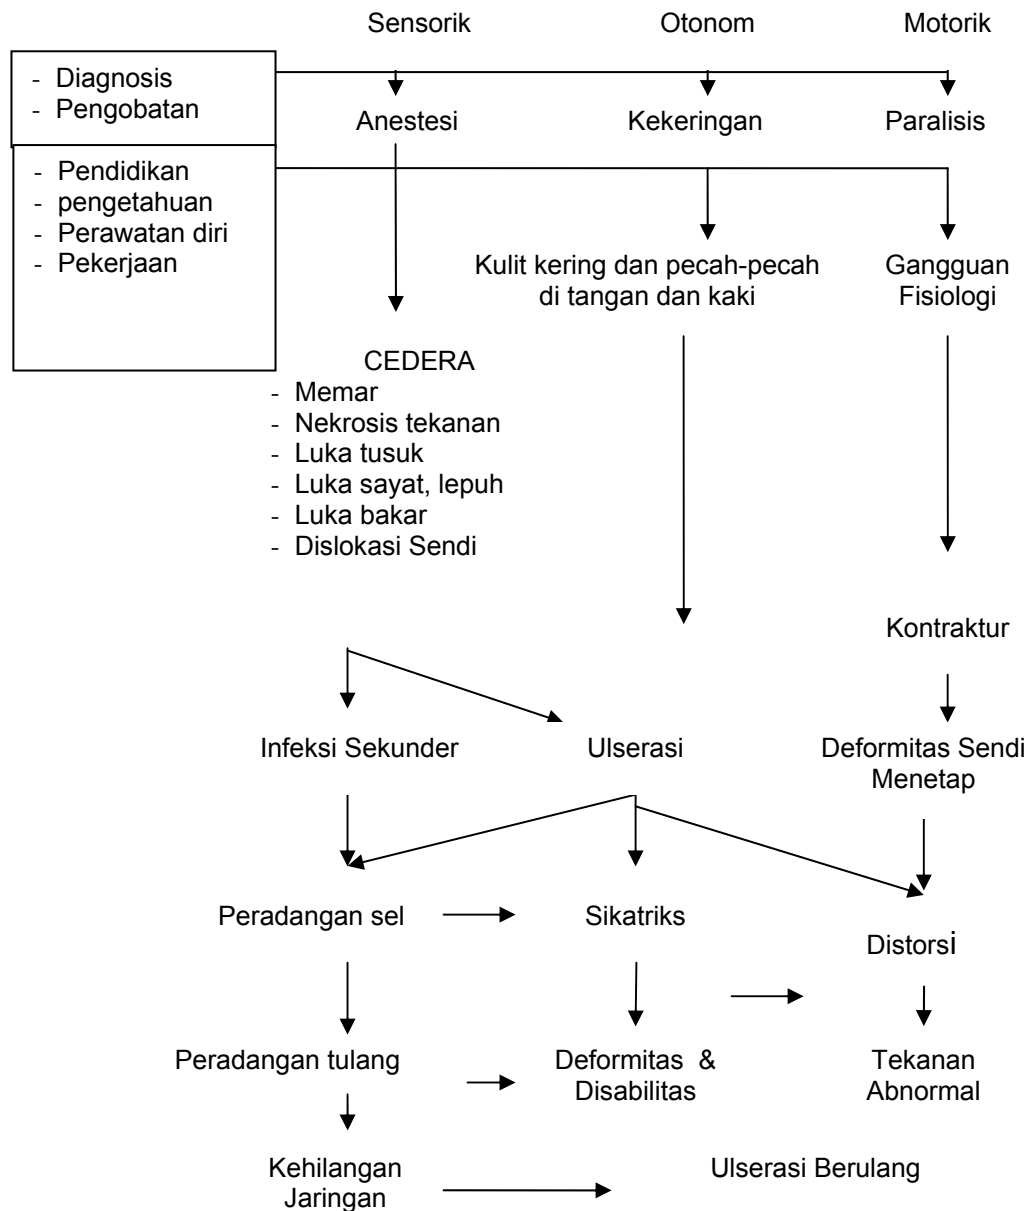 Sensorik Otonom Motorik
- Diagnosis
- Pengobatan
Anestesi Kekeringan Paralisis
- Pendidikan
- pengetahuan
- Perawatan diri
- Pekerjaan
Kulit kering dan pecah-pecah
di tangan dan kaki
Gangguan
Fisiologi
CEDERA
- Memar
- Nekrosis tekanan
- Luka tusuk
- Luka sayat, lepuh
- Luka bakar
- Dislokasi Sendi
Kontraktur
Infeksi Sekunder Ulserasi
Deformitas Sendi
Menetap
Peradangan sel Sikatriks
Distorsi
Peradangan tulang
Deformitas &
Disabilitas
Tekanan
Abnormal
Kehilangan
Jaringan
Ulserasi Berulang